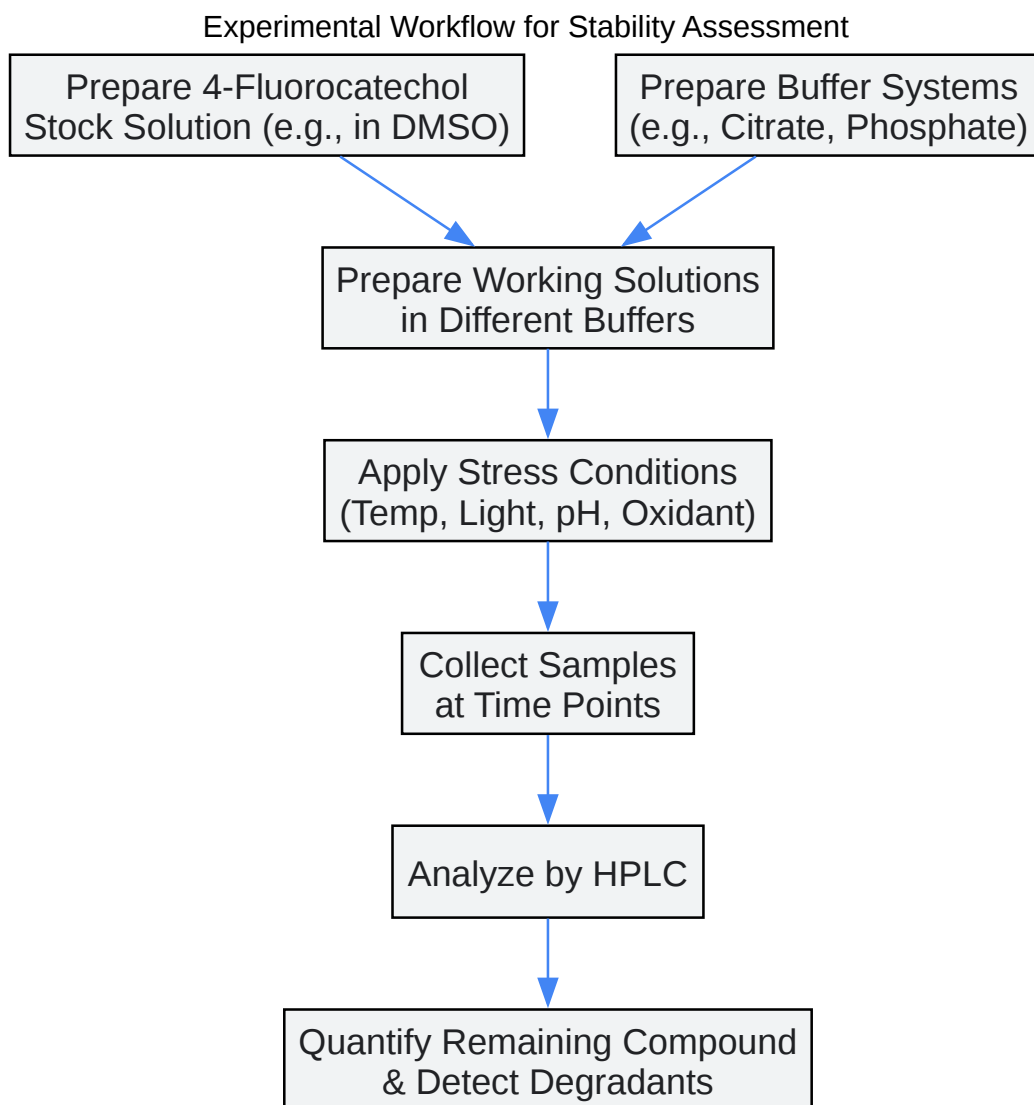 Experimental Workflow for Stability Assessment
Prepare 4-Fluorocatechol
Stock Solution (e.g., in DMSO)
Prepare Buffer Systems
(e.g., Citrate, Phosphate)
Prepare Working Solutions
in Different Buffers
Apply Stress Conditions
(Temp, Light, pH, Oxidant)
Collect Samples
at Time Points
Analyze by HPLC
Quantify Remaining Compound
& Detect Degradants